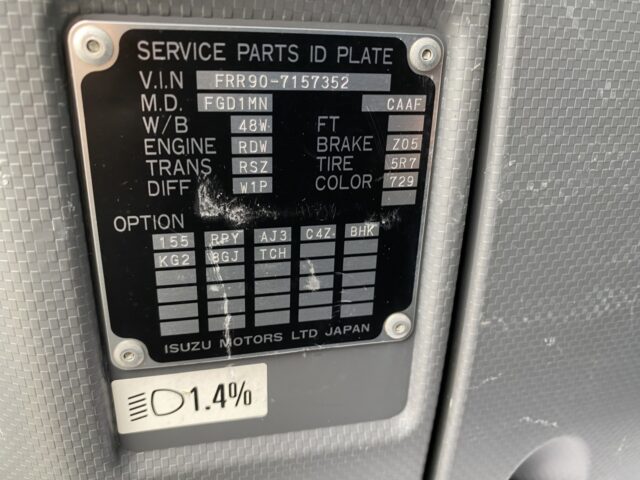 SERVICE PARTS ID PLATE
V.I.N FRR90-7157352
M.D. FGD1MN CAAF
W/B 48W FT
ENGINE RDW BRAKE Z05
TRANS RSZ TIRE 5R7
DIFF W1P COLOR 729
OPTION
155 RPY AJ3 C4Z BHK
KG2 8GJ TCH
ISUZU MOTORS LTD JAPAN
1.4%